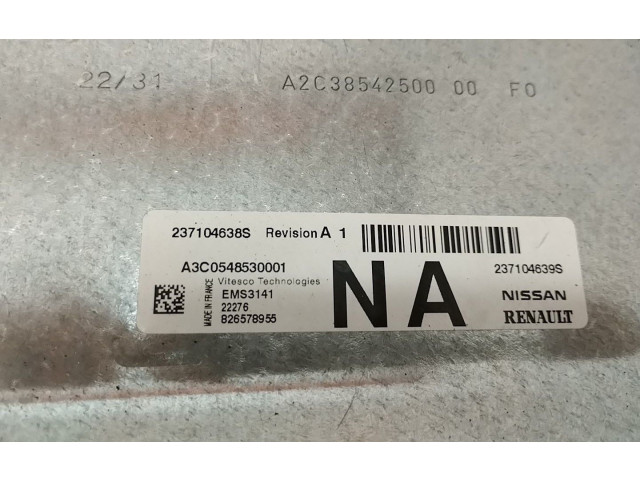 22/31 A2C38542500 00 F0
237104638S Revision A 1
A3C0548530001 237104639S
Vitesco Technologies
MADE IN FRANCE
EMS3141
22276
826578955
NA
NISSAN
RENAULT